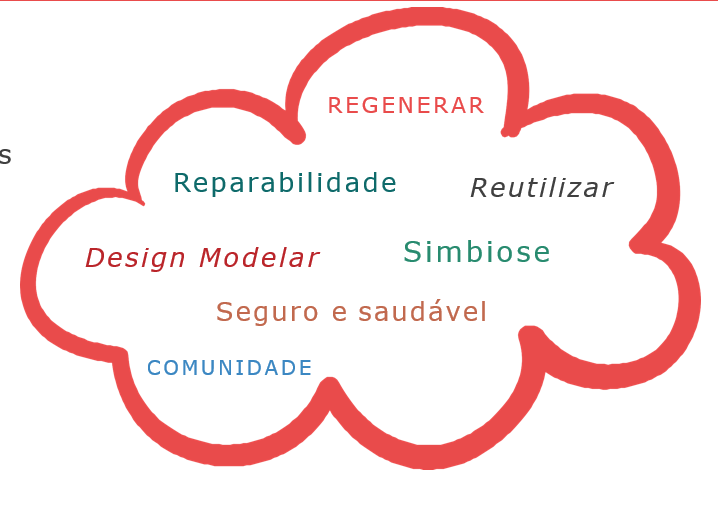 REGENERAR
s
Reparabilidade
Reutilizar
Design Modelar
Simbiose
Seguro e saudável
COMUNIDADE